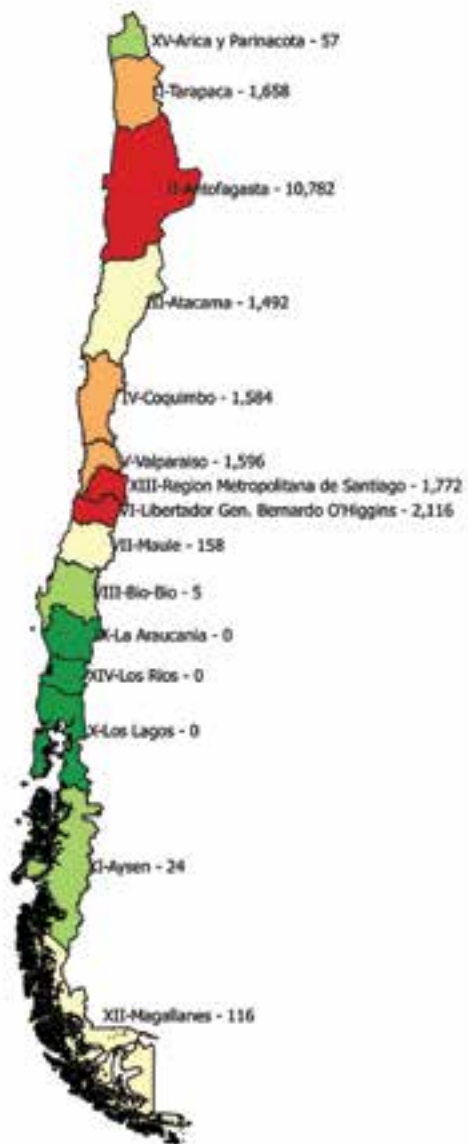 XV-Arica y Parinacota - 57
I-Tarapaca - 1,658
II-Antofagasta - 10,782
III-Atacama - 1,492
IV-Coquimbo - 1,584
V-Valparaiso - 1,596
XIII-Region Metropolitana de Santiago - 1,772
VI-Libertador Gen. Bernardo O'Higgins - 2,116
VII-Maule - 158
VIII-Bio-Bio - 5
IX-La Araucania - 0
XIV-Los Rios - 0
X-Los Lagos - 0
XI-Aysen - 24
XII-Magallanes - 116